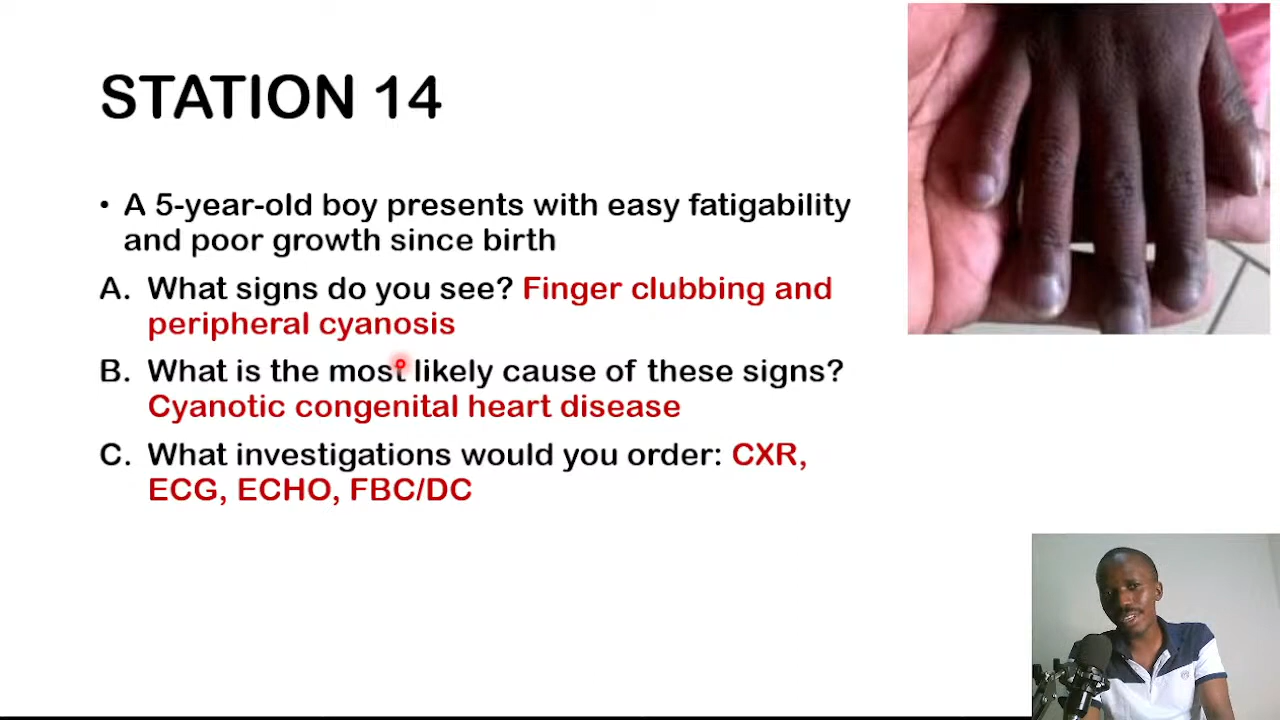 STATION 14
• A 5-year-old boy presents with easy fatigability
and poor growth since birth
A. What signs do you see? Finger clubbing and
peripheral cyanosis
B. What is the most likely cause of these signs?
Cyanotic congenital heart disease
C. What investigations would you order: CXR,
ECG, ECHO, FBC/DC